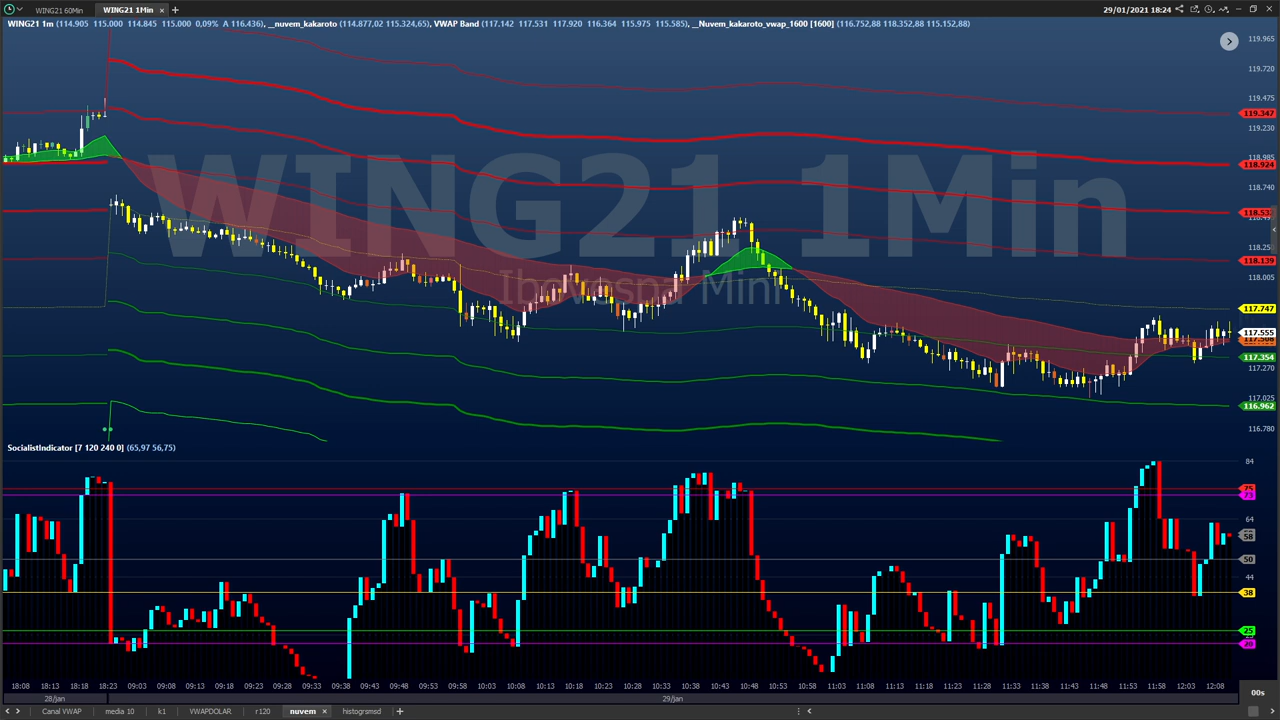 WING21 60Min
WING21 1Min
29/01/2021 18:24
WING21 1m (114.905 115.000 114.845 115.000 0,09% A 116.436), __nuvem_kakaroto (114.877,02 115.324,65), VWAP Band (117.142 117.531 117.920 116.364 115.975 115.585), __Nuvem_kakaroto_vwap_1600 [1600] (116.752,88 118.352,88 115.152,88)
WING21 1Min
Ibovespa Mini
119.965
119.720
119.475
119.347
119.230
118.985
118.924
118.740
118.251
118.139
118.005
117.747
117.555
117.354
117.270
117.025
116.962
116.780
SocialistIndicator [7 120 240 0] (65,97 56,75)
84
75
73
64
58
50
44
38
25
20
18:08 18:13 18:18 18:23 09:03 09:08 09:13 09:18 09:23 09:28 09:33 09:38 09:43 09:48 09:53 09:58 10:03 10:08 10:13 10:18 10:23 10:28 10:33 10:38 10:43 10:48 10:53 10:58 11:03 11:08 11:13 11:18 11:23 11:28 11:33 11:38 11:43 11:48 11:53 11:58 12:03 12:08
00s
28/jan 29/jan
Canal VWAP media 10 k1 VWAPDOLAR r120 nuvem histogrsmsd